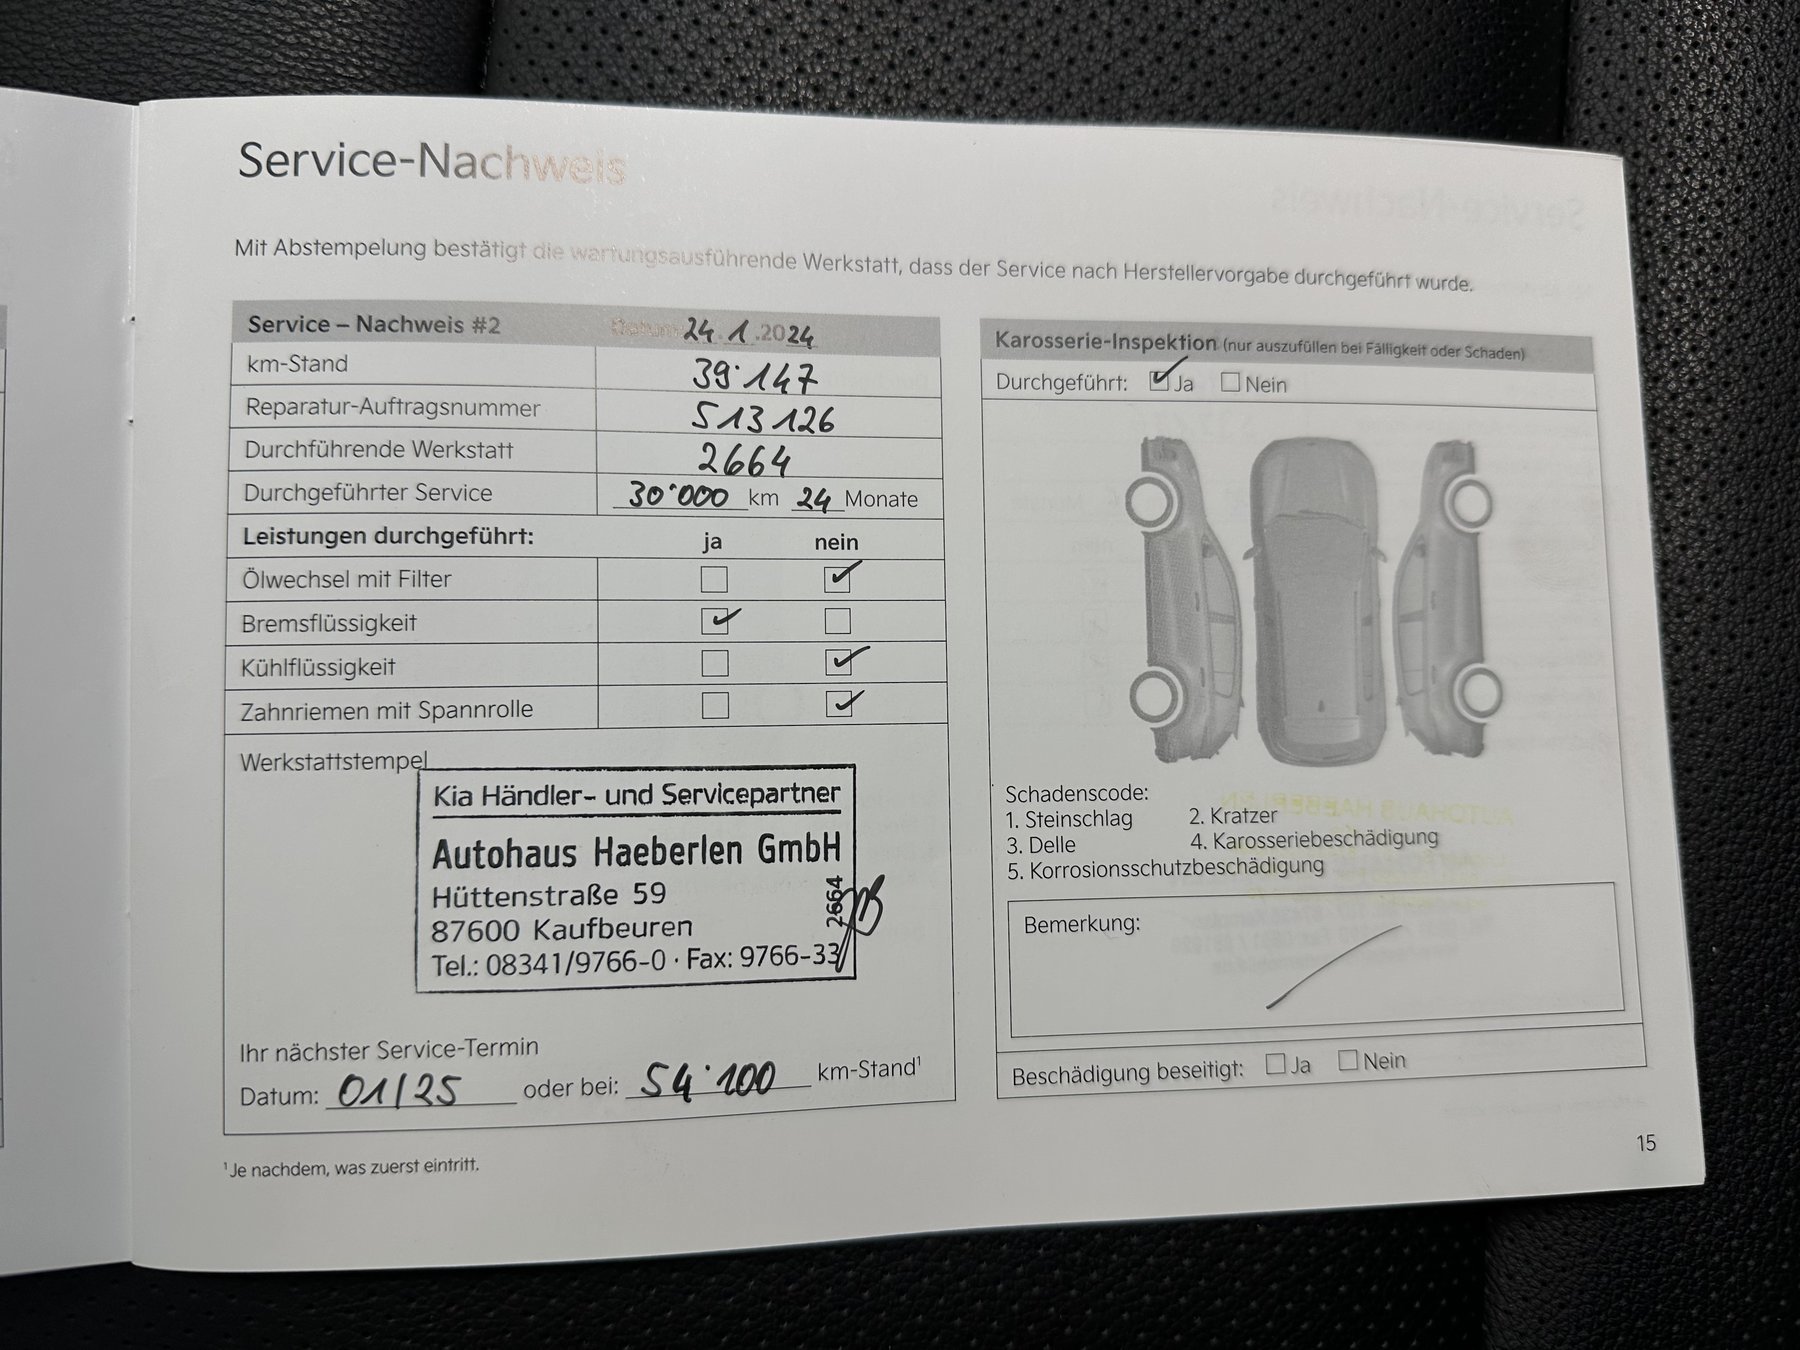 Service-Nachweis
Mit Abstempelung bestätigt die wartungsausführende Werkstatt, dass der Service nach Herstellervorgabe durchgeführt wurde.
Service – Nachweis #2 Datum 24.1.2024
km-Stand 39'147
Reparatur-Auftragsnummer 513126
Durchführende Werkstatt 2664
Durchgeführter Service 30'000 km 24 Monate
Leistungen durchgeführt: ja nein
Ölwechsel mit Filter
Bremsflüssigkeit
Kühlflüssigkeit
Zahnriemen mit Spannrolle
Werkstattstempel
Kia Händler- und Servicepartner
Autohaus Haeberlen GmbH
Hüttenstraße 59
87600 Kaufbeuren
Tel.: 08341/9766-0 · Fax: 9766-33
2664
Ihr nächster Service-Termin
Datum: 01/25 oder bei: 54'100 km-Stand¹
¹Je nachdem, was zuerst eintritt.
Karosserie-Inspektion (nur auszufüllen bei Fälligkeit oder Schaden)
Durchgeführt: Ja Nein
Schadenscode:
1. Steinschlag 2. Kratzer
3. Delle 4. Karosseriebeschädigung
5. Korrosionsschutzbeschädigung
Bemerkung:
Beschädigung beseitigt: Ja Nein
15